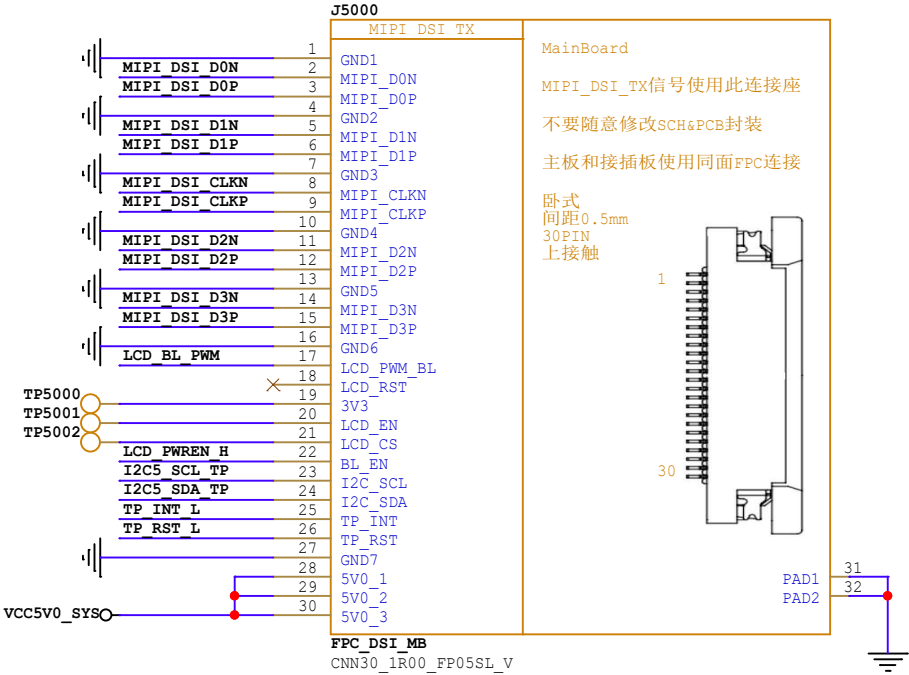 J5000
MIPI DSI TX
1
GND1
MIPI_DSI_D0N
2
MIPI_D0N
MIPI_DSI_D0P
3
MIPI_D0P
4
GND2
MIPI_DSI_D1N
5
MIPI_D1N
MIPI_DSI_D1P
6
MIPI_D1P
7
GND3
MIPI_DSI_CLKN
8
MIPI_CLKN
MIPI_DSI_CLKP
9
MIPI_CLKP
10
GND4
MIPI_DSI_D2N
11
MIPI_D2N
MIPI_DSI_D2P
12
MIPI_D2P
13
GND5
MIPI_DSI_D3N
14
MIPI_D3N
MIPI_DSI_D3P
15
MIPI_D3P
16
GND6
LCD_BL_PWM
17
LCD_PWM_BL
18
LCD_RST
TP5000
19
3V3
TP5001
20
LCD_EN
TP5002
21
LCD_CS
LCD_PWREN_H
22
BL_EN
I2C5_SCL_TP
23
I2C_SCL
I2C5_SDA_TP
24
I2C_SDA
TP_INT_L
25
TP_INT
TP_RST_L
26
TP_RST
27
GND7
28
5V0_1
29
5V0_2
VCC5V0_SYS
30
5V0_3
MainBoard
MIPI_DSI_TX信号使用此连接座
不要随意修改SCH&PCB封装
主板和接插板使用同面FPC连接
卧式
间距0.5mm
30PIN
上接触
1
30
PAD1
31
PAD2
32
FPC_DSI_MB
CNN30_1R00_FP05SL_V